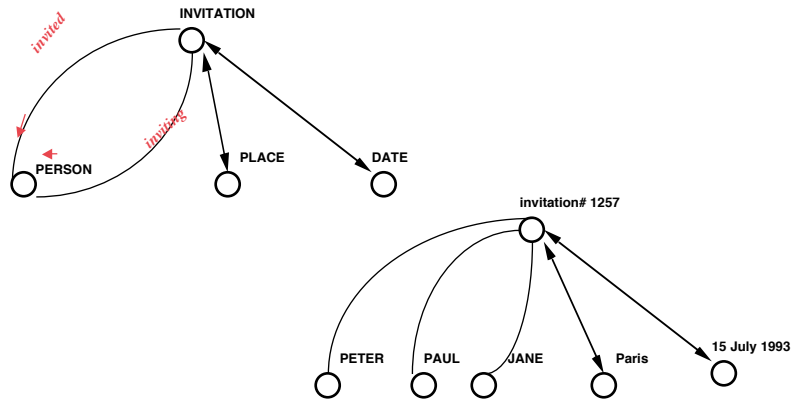 INVITATION
invited
inviting
PERSON
PLACE
DATE
invitation# 1257
PETER
PAUL
JANE
Paris
15 July 1993